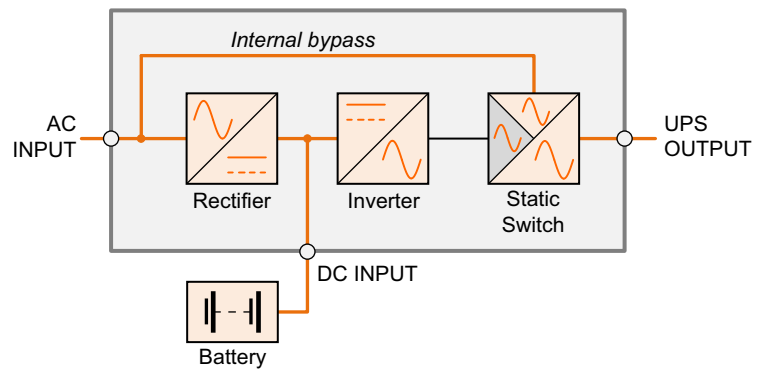 Internal bypass
AC
INPUT
UPS
OUTPUT
Rectifier
Inverter
Static
Switch
DC INPUT
Battery